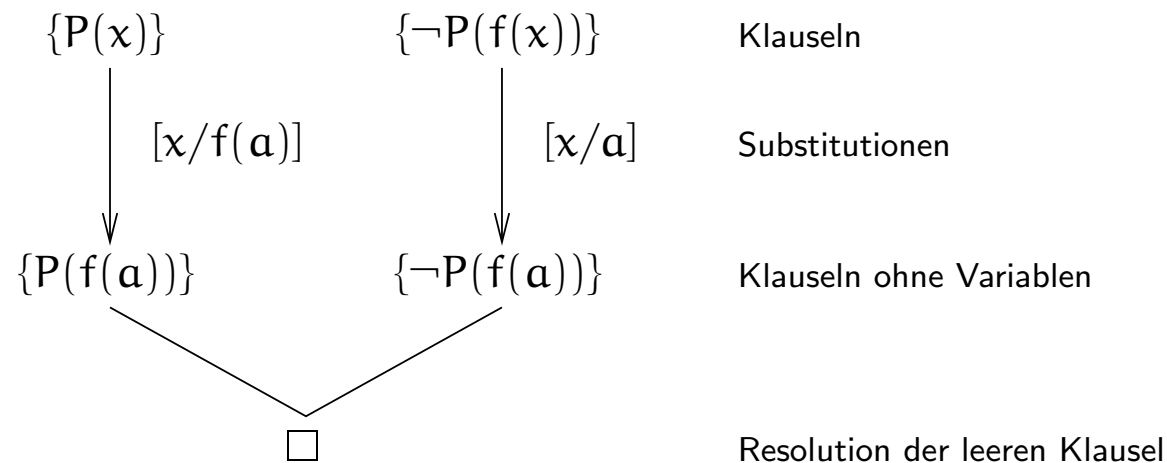 {P(x)} {¬P(f(x))} Klauseln
[x/f(a)] [x/a] Substitutionen
{P(f(a))} {¬P(f(a))} Klauseln ohne Variablen
□ Resolution der leeren Klausel